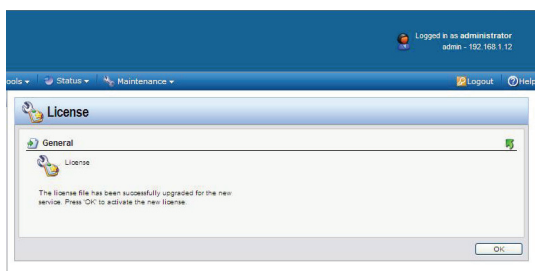 Logged in as administrator
admin - 192.168.1.12
ools Status Maintenance Logout Help
License
General
License
The license file has been successfully upgraded for the new
service. Press 'OK' to activate the new license.
OK